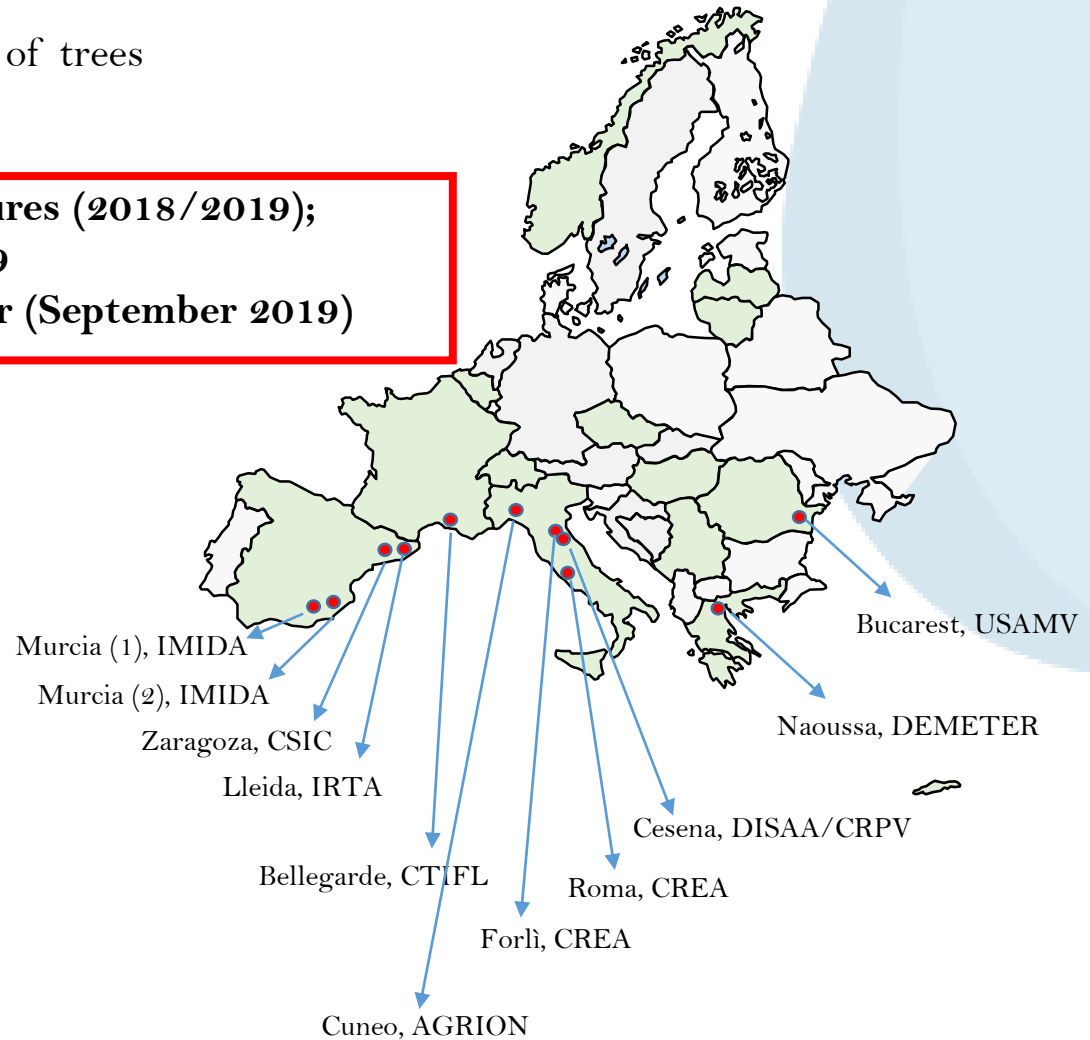 of trees
ures (2018/2019);
9
r (September 2019)
Murcia (1), IMIDA
Murcia (2), IMIDA
Zaragoza, CSIC
Lleida, IRTA
Bellegarde, CTIFL
Cuneo, AGRION
Forlì, CREA
Roma, CREA
Cesena, DISAA/CRPV
Naoussa, DEMETER
Bucarest, USAMV